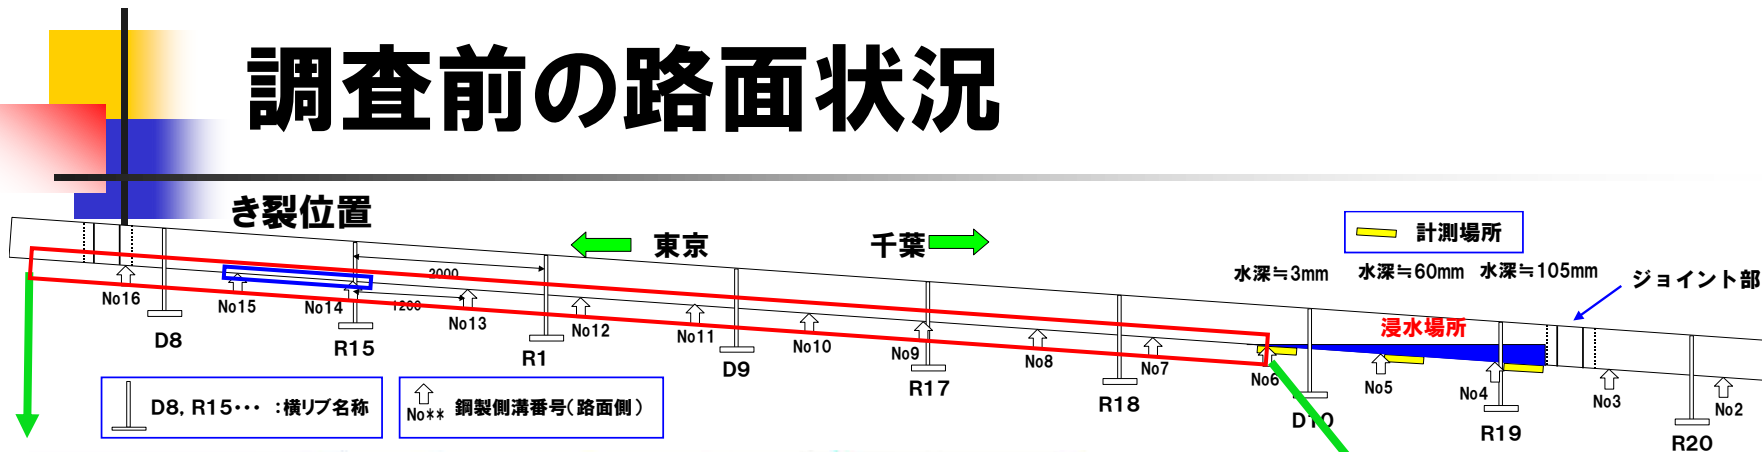 調査前の路面状況
き裂位置
東京
千葉
計測場所
水深≒3mm
水深≒60mm
水深≒105mm
ジョイント部
浸水場所
2000
1200
No16
No15
No14
No13
No12
No11
No10
No9
No8
No7
No6
No5
No4
No3
No2
D8
R15
R1
D9
R17
R18
D10
R19
R20
D8, R15･･･ :横リブ名称
No** 鋼製側溝番号(路面側)